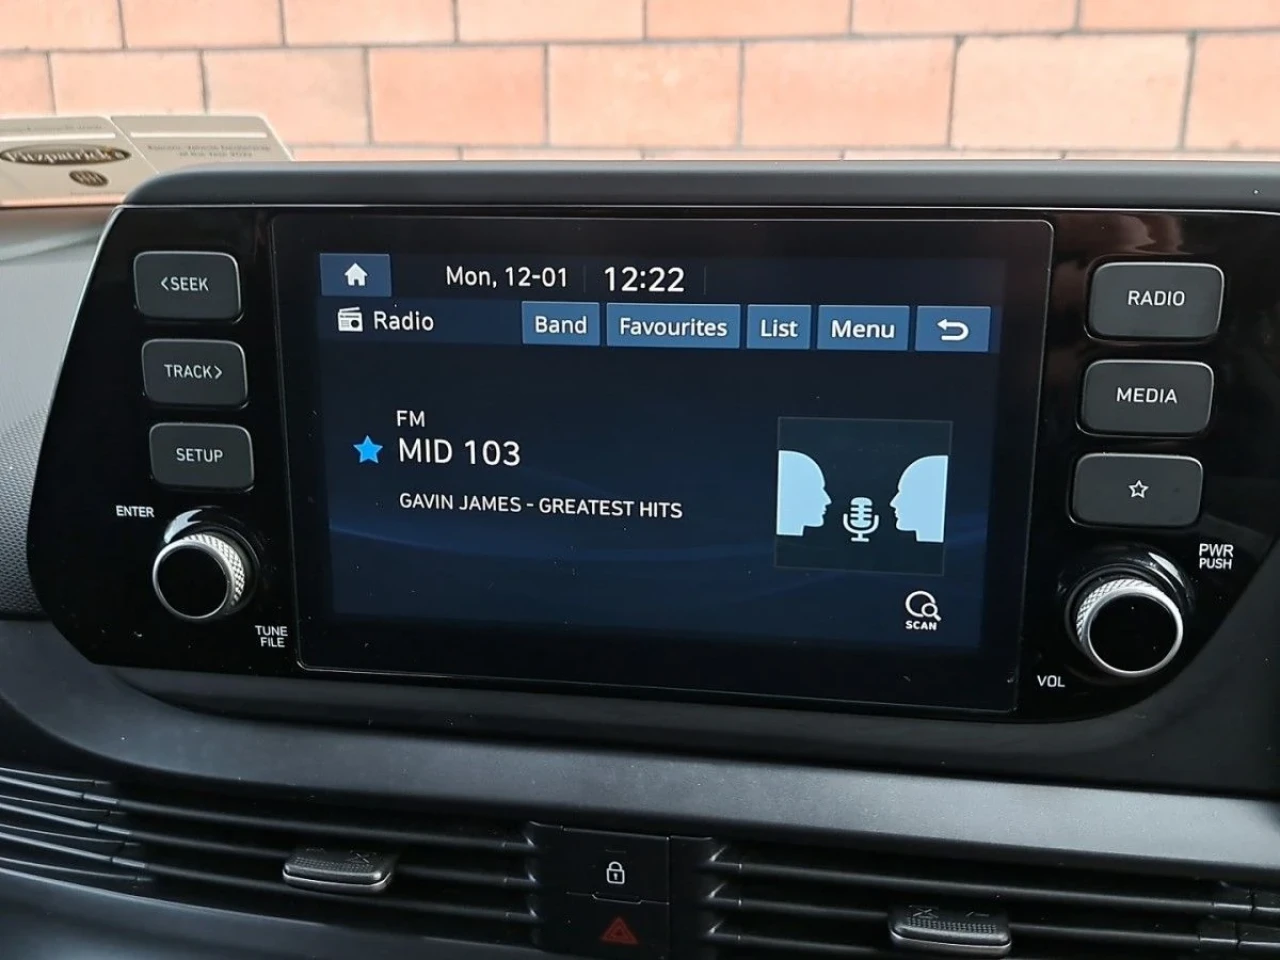 Fitzpatrick's
<SEEK
TRACK>
SETUP
ENTER
TUNE
FILE
Mon, 12-01 12:22
Radio Band Favourites List Menu
FM
MID 103
GAVIN JAMES - GREATEST HITS
SCAN
RADIO
MEDIA
PWR
PUSH
VOL